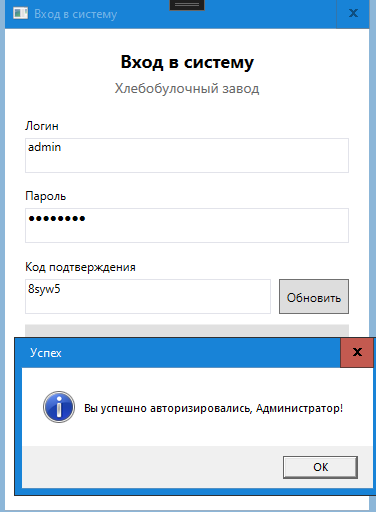 Вход в систему
Вход в систему
Хлебобулочный завод
Логин
admin
Пароль
Код подтверждения
8syw5
Обновить
Успех
Вы успешно авторизировались, Администратор!
OK